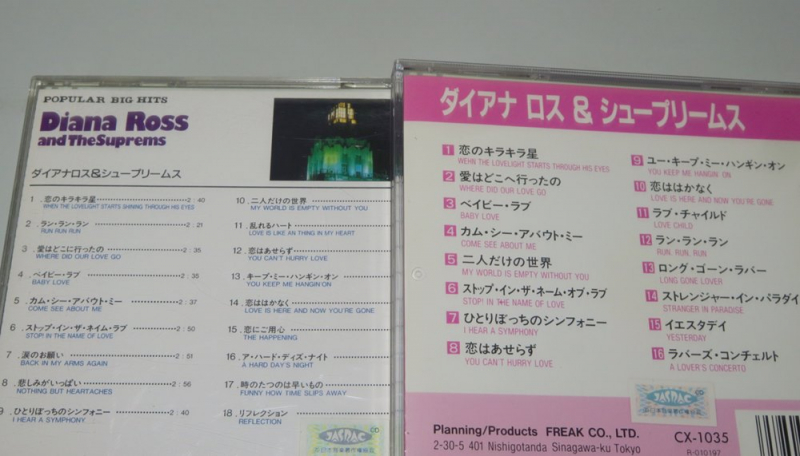 POPULAR BIG HITS
Diana Ross
and TheSuprems
ダイアナロス&シュープリームス
1. 恋のキラキラ星 2:40
WHEN THE LOVELIGHT STARTS SHINING THROUGH HIS EYES
2. ラン・ラン・ラン 2:21
RUN RUN RUN
3. 愛はどこに行ったの 2:35
WHERE DID OUR LOVE GO
4. ベイビー・ラブ 2:35
BABY LOVE
5. カム・シー・アバウト・ミー 2:37
COME SEE ABOUT ME
6. ストップ・イン・ザ・ネイム・ラブ 2:50
STOP! IN THE NAME OF LOVE
7. 涙のお願い 2:51
BACK IN MY ARMS AGAIN
8. 悲しみがいっぱい 2:56
NOTHING BUT HEARTACHES
9. ひとりぼっちのシンフォニー 2:40
I HEAR A SYMPHONY
10. 二人だけの世界
MY WORLD IS EMPTY WITHOUT YOU
11. 乱れるハート
LOVE IS LIKE AN THING IN MY HEART
12. 恋はあせらず
YOU CAN'T HURRY LOVE
13. キープ・ミー・ハンギン・オン
YOU KEEP ME HANGIN ON
14. 恋ははかなく
LOVE IS HERE AND NOW YOU'RE GONE
15. 恋にご用心
THE HAPPENING
16. ア・ハード・デイズ・ナイト
A HARD DAY'S NIGHT
17. 時のたつのは早いもの
FUNNY HOW TIME SLIPS AWAY
18. リフレクション
REFLECTION
JASRAC
ダイアナ ロス & シュープリームス
1 恋のキラキラ星
WEHN THE LOVELIGHT STARTS THROUGH HIS EYES
2 愛はどこへ行ったの
WHERE DID OUR LOVE GO
3 ベイビー・ラブ
BABY LOVE
4 カム・シー・アバウト・ミー
COME SEE ABOUT ME
5 二人だけの世界
MY WORLD IS EMPTY WITHOUT YOU
6 ストップ・イン・ザ・ネーム・オブ・ラブ
STOP! IN THE NAME OF LOVE
7 ひとりぼっちのシンフォニー
I HEAR A SYMPHONY
8 恋はあせらず
YOU CAN'T HURRY LOVE
9 ユー・キープ・ミー・ハンギン・オン
YOU KEEP ME HANGIN ON
10 恋ははかなく
LOVE IS HERE AND NOW YOU'RE GONE
11 ラブ・チャイルド
LOVE CHILD
12 ラン・ラン・ラン
RUN, RUN, RUN
13 ロング・ゴーン・ラバー
LONG GONE LOVER
14 ストレンジャー・イン・パラダイ
STRANGER IN PARADISE
15 イエスタデイ
YESTERDAY
16 ラバーズ・コンチェルト
A LOVER'S CONCERTO
JASRAC
Planning/Products FREAK CO., LTD.
2-30-5 401 Nishigotanda Sinagawa-ku Tokyo
CX-1035
R-010197